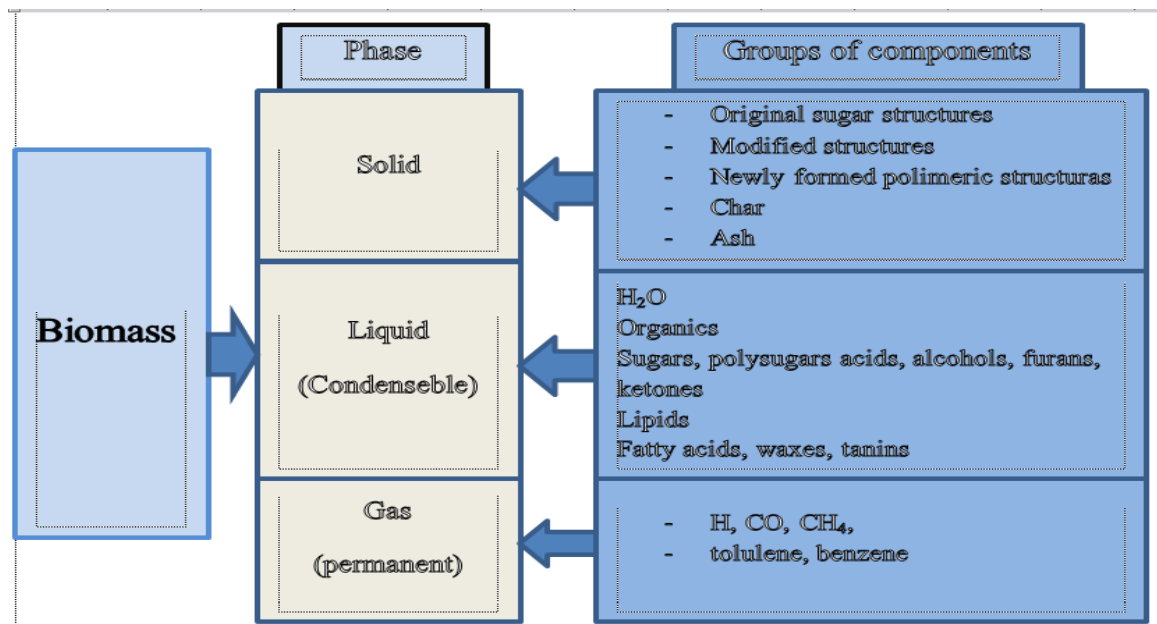 Phase
Groups of components
Biomass
Solid
- Original sugar structures
- Modified structures
- Newly formed polimeric structuras
- Char
- Ash
Liquid
(Condenseble)
H₂O
Organics
Sugars, polysugars acids, alcohols, furans,
ketones
Lipids
Fatty acids, waxes, tanins
Gas
(permanent)
- H, CO, CH₄,
- tolulene, benzene